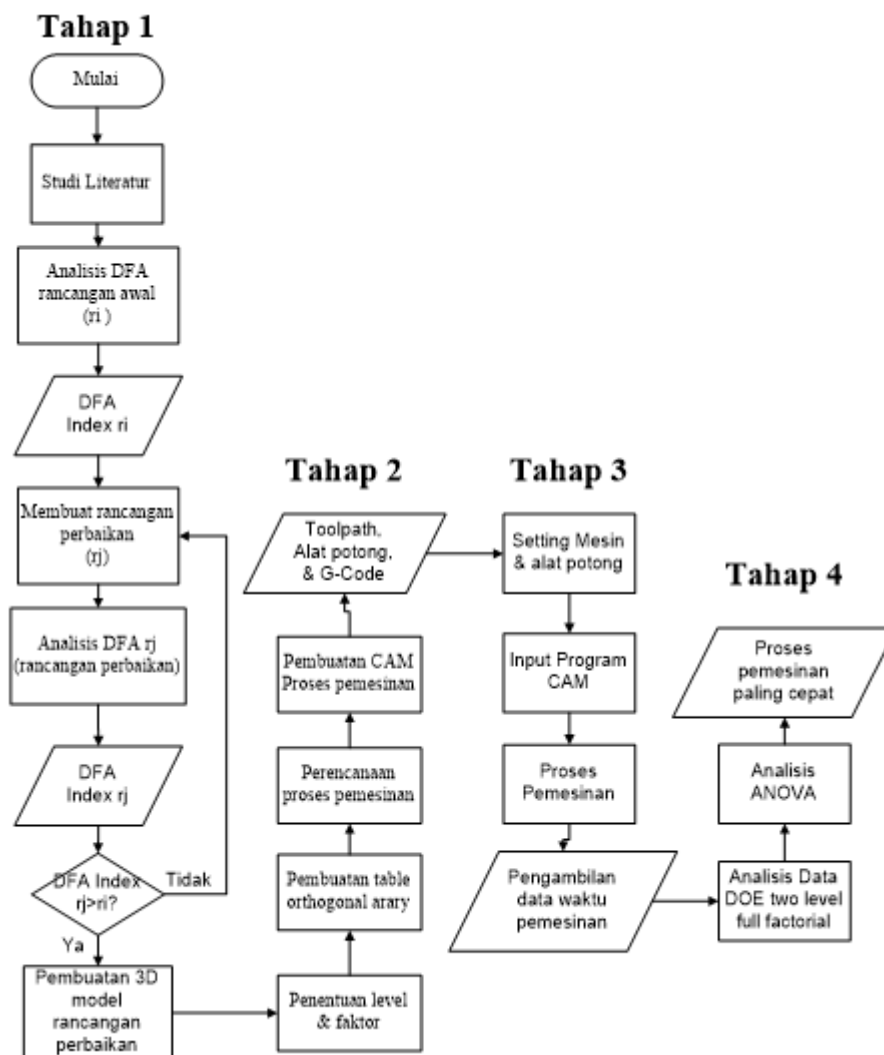 Tahap 1
Mulai
Studi Literatur
Analisis DFA
rancangan awal
(ri )
DFA
Index ri
Membuat rancangan
perbaikan
(rj)
Analisis DFA rj
(rancangan perbaikan)
DFA
Index rj
DFA Index
rj>ri?
Tidak
Ya
Pembuatan 3D
model
rancangan
perbaikan
Tahap 2
Toolpath,
Alat potong,
& G-Code
Pembuatan CAM
Proses pemesinan
Perencanaan
proses pemesinan
Pembuatan table
orthogonal arary
Penentuan level
& faktor
Tahap 3
Setting Mesin
& alat potong
Input Program
CAM
Proses
Pemesinan
Pengambilan
data waktu
pemesinan
Tahap 4
Proses
pemesinan
paling cepat
Analisis
ANOVA
Analisis Data
DOE two level
full factorial